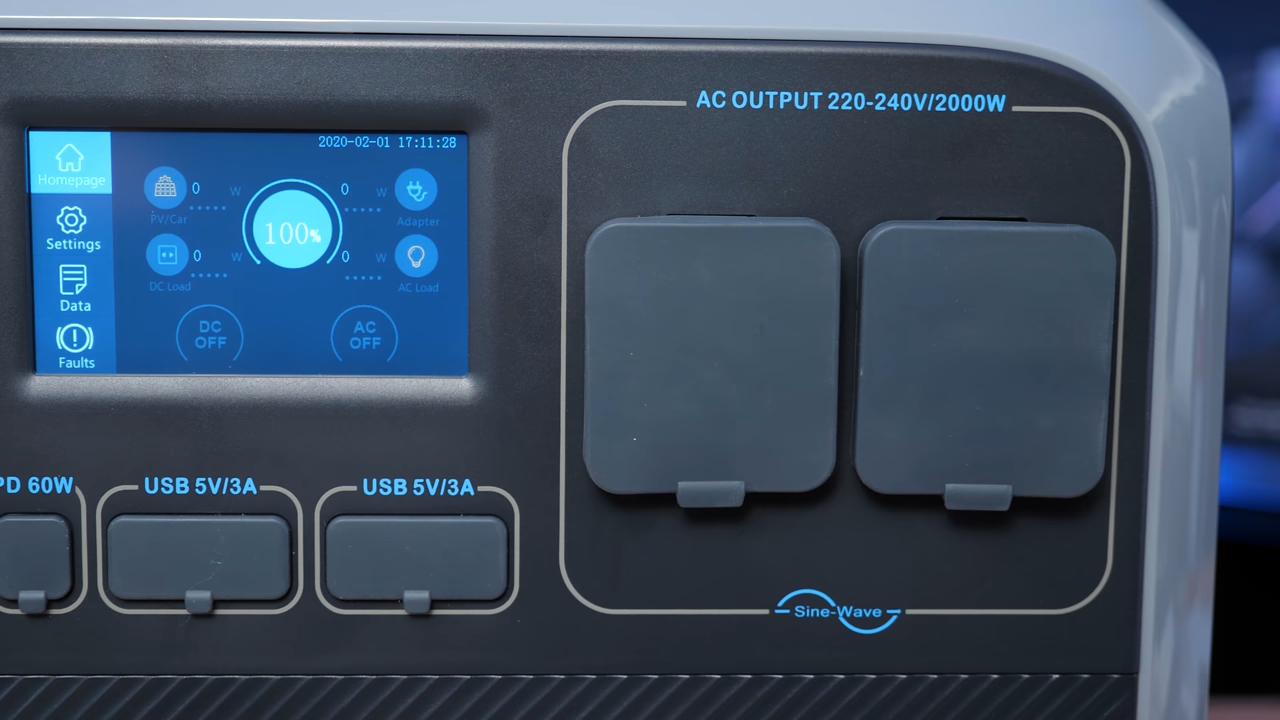 AC OUTPUT 220-240V/2000W
2020-02-01 17:11:28
Homepage
Settings
Data
Faults
0 W
PV/Car
0 W
DC Load
100%
0 W
Adapter
0 W
AC Load
DC
OFF
AC
OFF
PD 60W
USB 5V/3A
USB 5V/3A
Sine-Wave